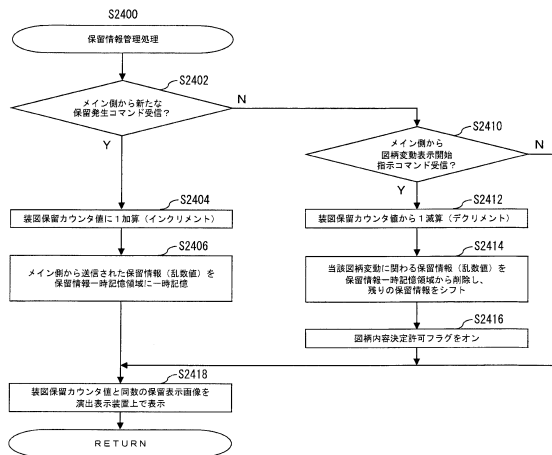 S2400
保留情報管理処理
S2402
メイン側から新たな
保留発生コマンド受信？
N
Y
S2410
メイン側から
図柄変動表示開始
指示コマンド受信？
N
Y
S2404
装図保留カウンタ値に１加算（インクリメント）
S2406
メイン側から送信された保留情報（乱数値）を
保留情報一時記憶領域に一時記憶
S2412
装図保留カウンタ値から１減算（デクリメント）
S2414
当該図柄変動に関わる保留情報（乱数値）を
保留情報一時記憶領域から削除し、
残りの保留情報をシフト
S2416
図柄内容決定許可フラグをオン
S2418
装図保留カウンタ値と同数の保留表示画像を
演出表示装置上で表示
RETURN